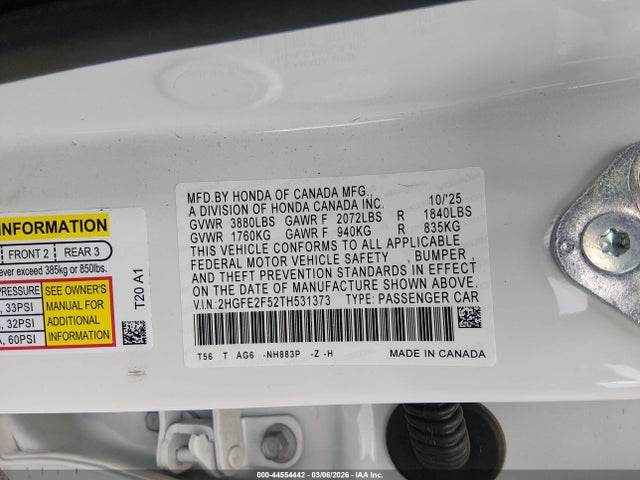 MFD.BY HONDA OF CANADA MFG.,
A DIVISION OF HONDA CANADA INC. 10/'25
GVWR 3880LBS GAWR F 2072LBS R 1840LBS
GVWR 1760KG GAWR F 940KG R 835KG
THIS VEHICLE CONFORMS TO ALL APPLICABLE
FEDERAL MOTOR VEHICLE SAFETY , BUMPER ,
AND THEFT PREVENTION STANDARDS IN EFFECT
ON THE DATE OF MANUFACTURE SHOWN ABOVE.
V.I.N:2HGFE2F52TH531373 TYPE: PASSENGER CAR
T56 T AG6 -NH883P -Z -H
MADE IN CANADA
INFORMATION
FRONT 2 REAR 3
ever exceed 385kg or 850lbs.
PRESSURE
33PSI
32PSI
60PSI
SEE OWNER'S
MANUAL FOR
ADDITIONAL
INFORMATION
T20 A1
000-44554442 | 03/06/2026 | IAA Inc.